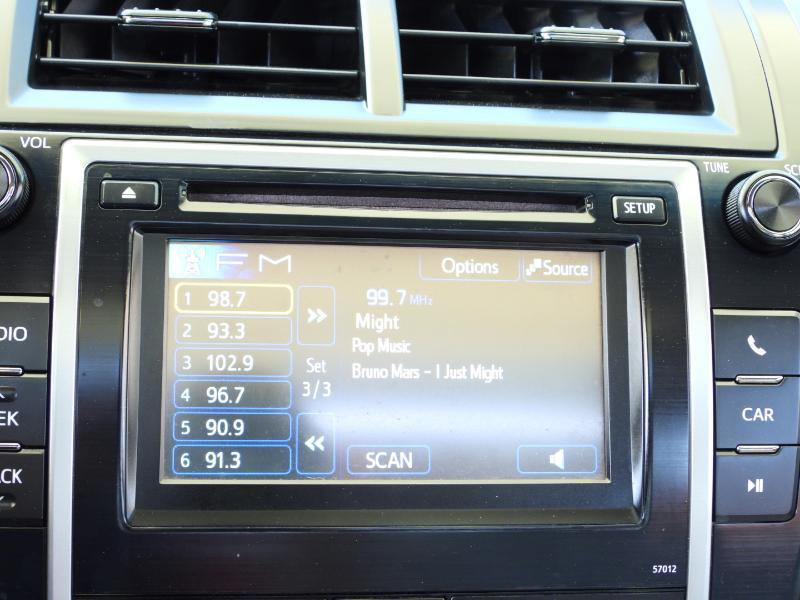 VOL
TUNE
SCR
SETUP
FM
Options
Source
1 98.7
2 93.3
3 102.9
4 96.7
5 90.9
6 91.3
Set
3/3
99.7 MHz
Might
Pop Music
Bruno Mars - I Just Might
SCAN
CAR
57012